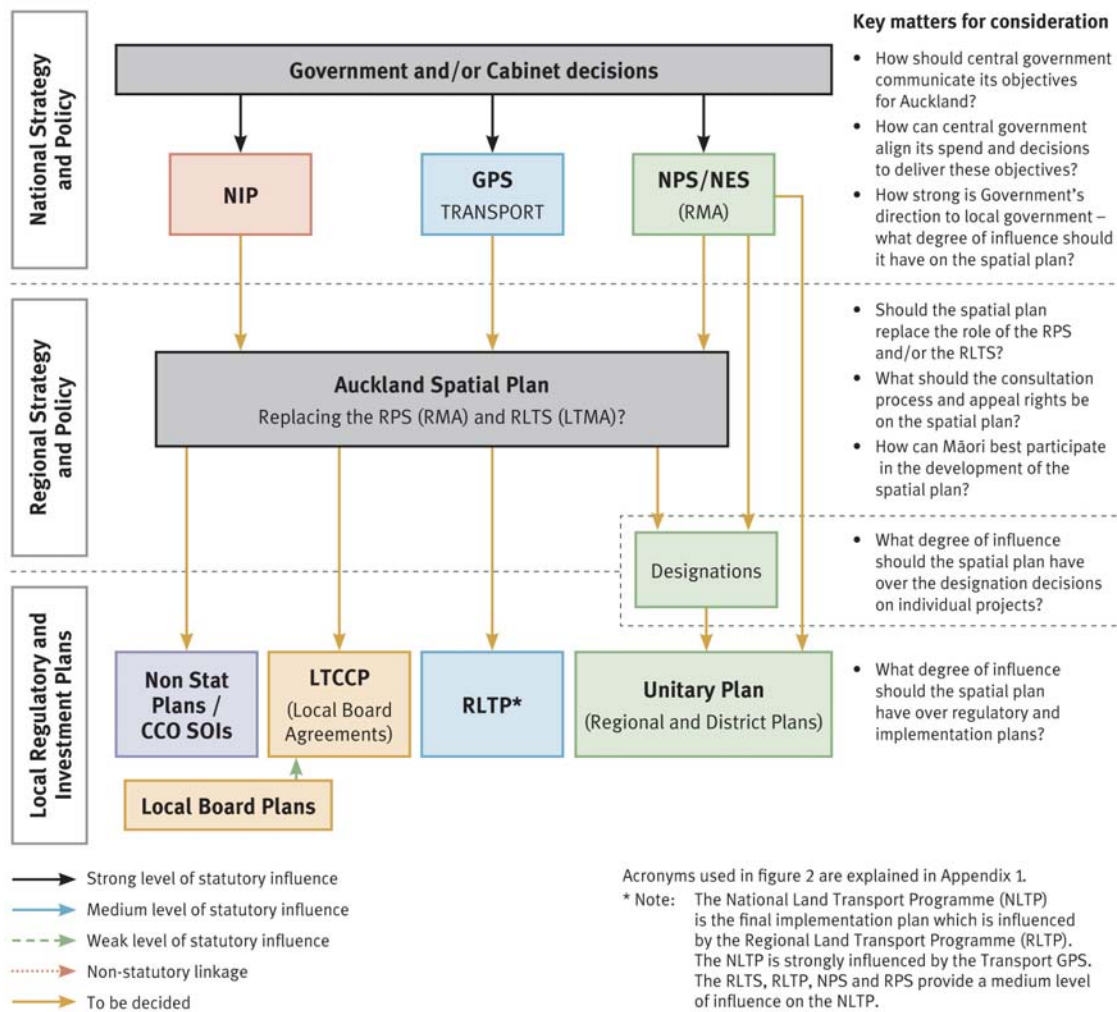 National Strategy
and Policy
Government and/or Cabinet decisions
NIP
GPS
TRANSPORT
NPS/NES
(RMA)
Key matters for consideration
• How should central government
communicate its objectives
for Auckland?
• How can central government
align its spend and decisions
to deliver these objectives?
• How strong is Government's
direction to local government –
what degree of influence should
it have on the spatial plan?
Regional Strategy
and Policy
Auckland Spatial Plan
Replacing the RPS (RMA) and RLTS (LTMA)?
• Should the spatial plan
replace the role of the RPS
and/or the RLTS?
• What should the consultation
process and appeal rights be
on the spatial plan?
• How can Māori best participate
in the development of the
spatial plan?
Designations
• What degree of influence
should the spatial plan have
over the designation decisions
on individual projects?
Local Regulatory and
Investment Plans
Non Stat
Plans /
CCO SOIs
LTCCP
(Local Board
Agreements)
RLTP*
Unitary Plan
(Regional and District Plans)
• What degree of influence
should the spatial plan
have over regulatory and
implementation plans?
Local Board Plans
Strong level of statutory influence
Medium level of statutory influence
Weak level of statutory influence
Non-statutory linkage
To be decided
Acronyms used in figure 2 are explained in Appendix 1.
* Note: The National Land Transport Programme (NLTP)
is the final implementation plan which is influenced
by the Regional Land Transport Programme (RLTP).
The NLTP is strongly influenced by the Transport GPS.
The RLTS, RLTP, NPS and RPS provide a medium level
of influence on the NLTP.